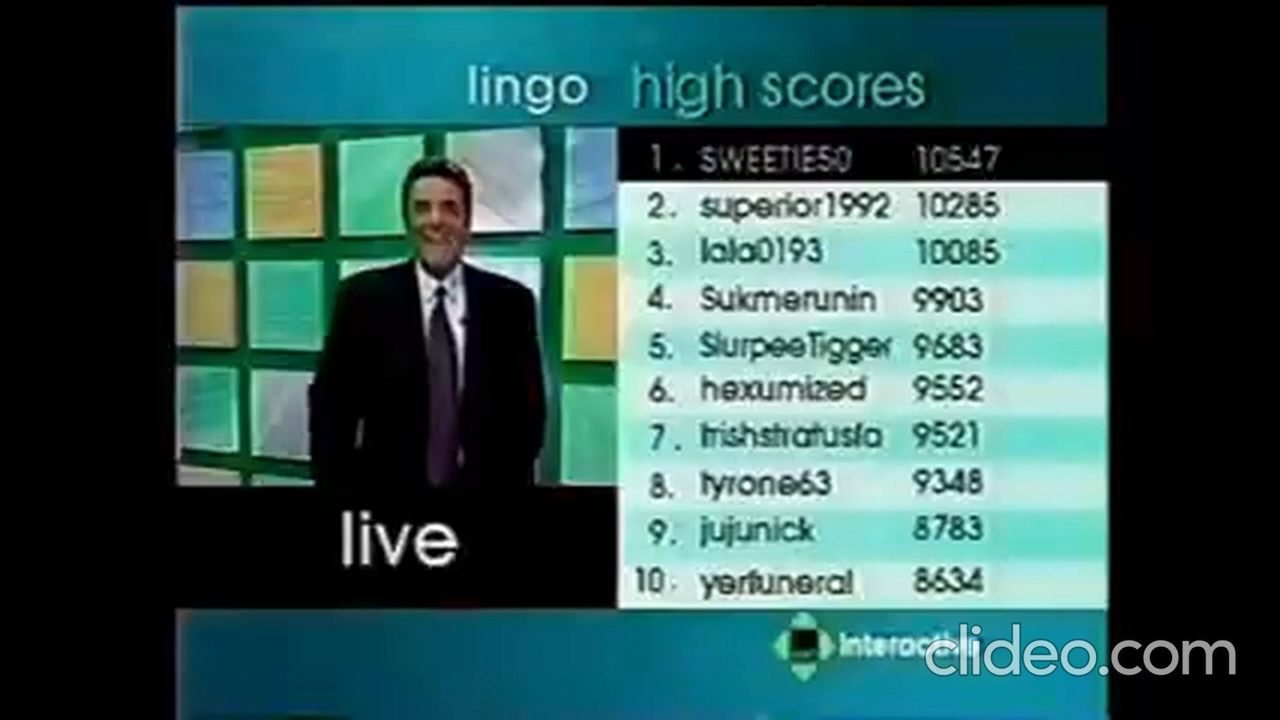 lingo high scores
1. SWEETIE50 10547
2. superior1992 10285
3. lala0193 10085
4. Sukmerunin 9903
5. SlurpeeTigger 9683
6. hexumized 9552
7. trishstratusfa 9521
8. tyrone63 9348
9. jujunick 8783
10. yerfuneral 8634
live
Interactive
clideo.com